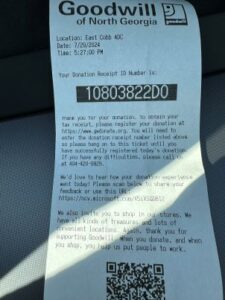 Goodwill
of North Georgia
Location: East Cobb ADC
Date: 7/29/2024
Time: 5:27:00 PM
Your Donation Receipt ID Number is:
10803822D0
Thank you for your donation. To obtain your
tax receipt, please register your donation at
You will need to
enter the donation receipt number listed above
so please hang on to this ticket until you
have successfully registered today's donation
If you have any difficulties, please call us
at
We'd love to hear how your donation experience
went today! Please scan below to share your
feedback or use this URL:
We also invite you to shop in our stores. We
have all kinds of treasures and lots of
convenient locations. Again, thank you for
supporting Goodwill. When you donate, and when
you shop, you help us put people to work.